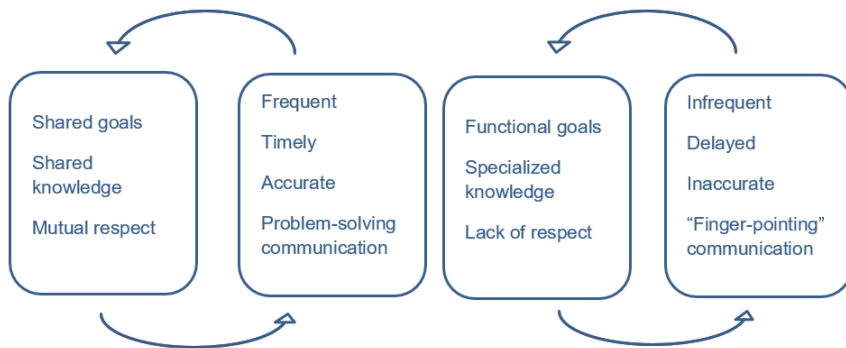 Shared goals
Shared
knowledge
Mutual respect
Frequent
Timely
Accurate
Problem-solving
communication
Functional goals
Specialized
knowledge
Lack of respect
Infrequent
Delayed
Inaccurate
“Finger-pointing”
communication